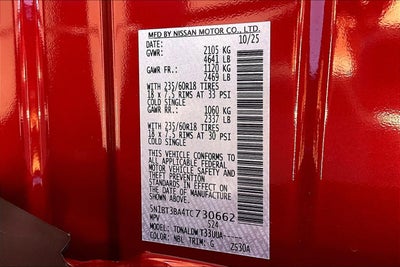 MFD BY NISSAN MOTOR CO., LTD.
DATE: 10/25
GVWR: 2105 KG
4641 LB
GAWR FR.: 1120 KG
2469 LB
WITH 235/60R18 TIRES
18 x 7.5 RIMS AT 33 PSI
COLD SINGLE
GAWR RR.: 1060 KG
2337 LB
WITH 235/60R18 TIRES
18 x 7.5 RIMS AT 30 PSI
COLD SINGLE
THIS VEHICLE CONFORMS TO
ALL APPLICABLE FEDERAL
MOTOR VEHICLE SAFETY AND
THEFT PREVENTION
STANDARDS IN EFFECT ON
THE DATE OF MANUFACTURE
SHOWN ABOVE.
5N1BT3BA4TC730662
MPV S24
MODEL: T33UUA
COLOR: NBL TRIM: G 2530A